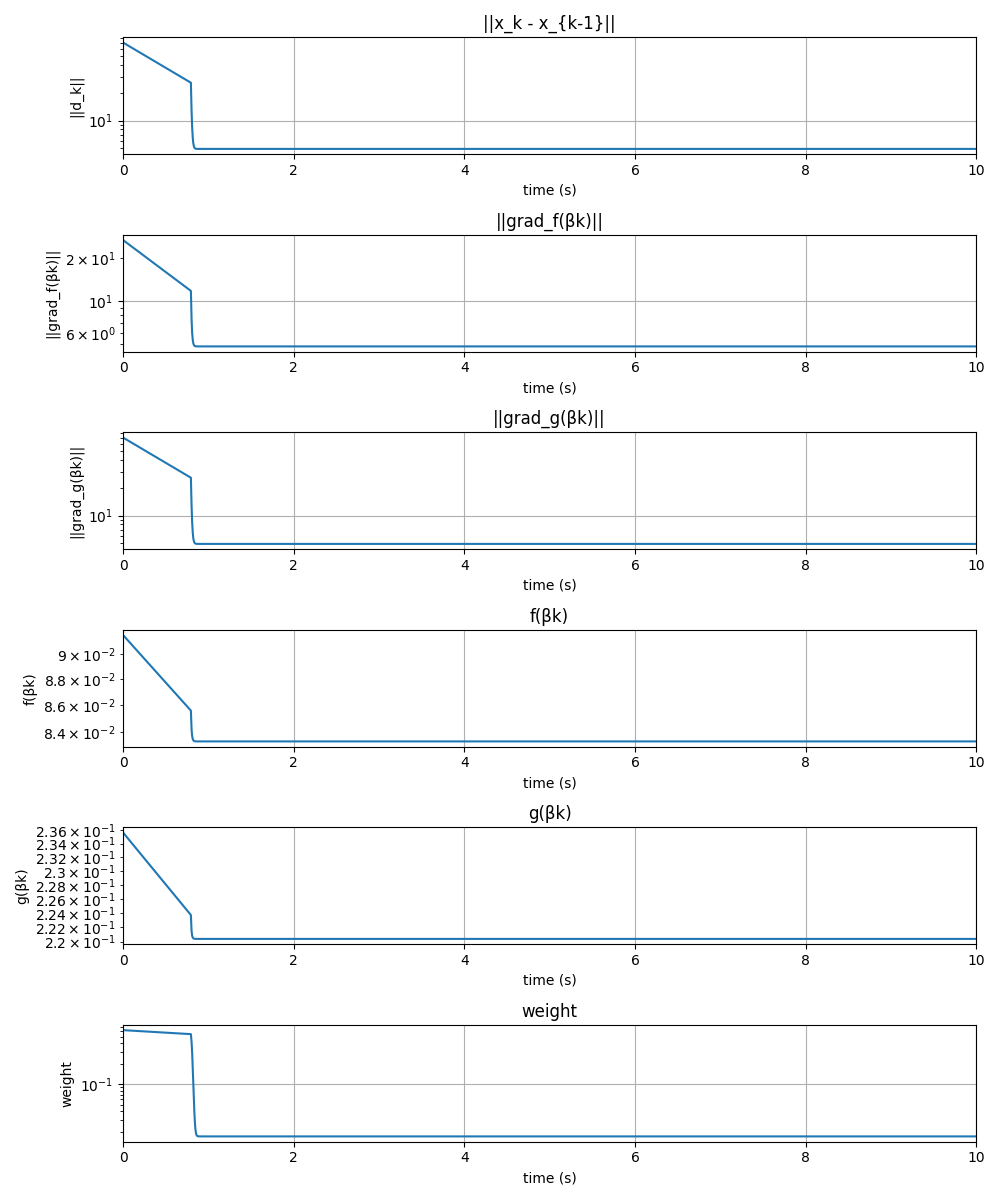 ||x_k - x_{k-1}||
||d_k||
10¹
0 2 4 6 8 10
time (s)
||grad_f(βk)||
||grad_f(βk)||
2 × 10¹
10¹
6 × 10⁰
0 2 4 6 8 10
time (s)
||grad_g(βk)||
||grad_g(βk)||
10¹
0 2 4 6 8 10
time (s)
f(βk)
f(βk)
9 × 10⁻²
8.8 × 10⁻²
8.6 × 10⁻²
8.4 × 10⁻²
0 2 4 6 8 10
time (s)
g(βk)
g(βk)
2.36 × 10⁻¹
2.34 × 10⁻¹
2.32 × 10⁻¹
2.3 × 10⁻¹
2.28 × 10⁻¹
2.26 × 10⁻¹
2.24 × 10⁻¹
2.22 × 10⁻¹
2.2 × 10⁻¹
0 2 4 6 8 10
time (s)
weight
weight
10⁻¹
0 2 4 6 8 10
time (s)